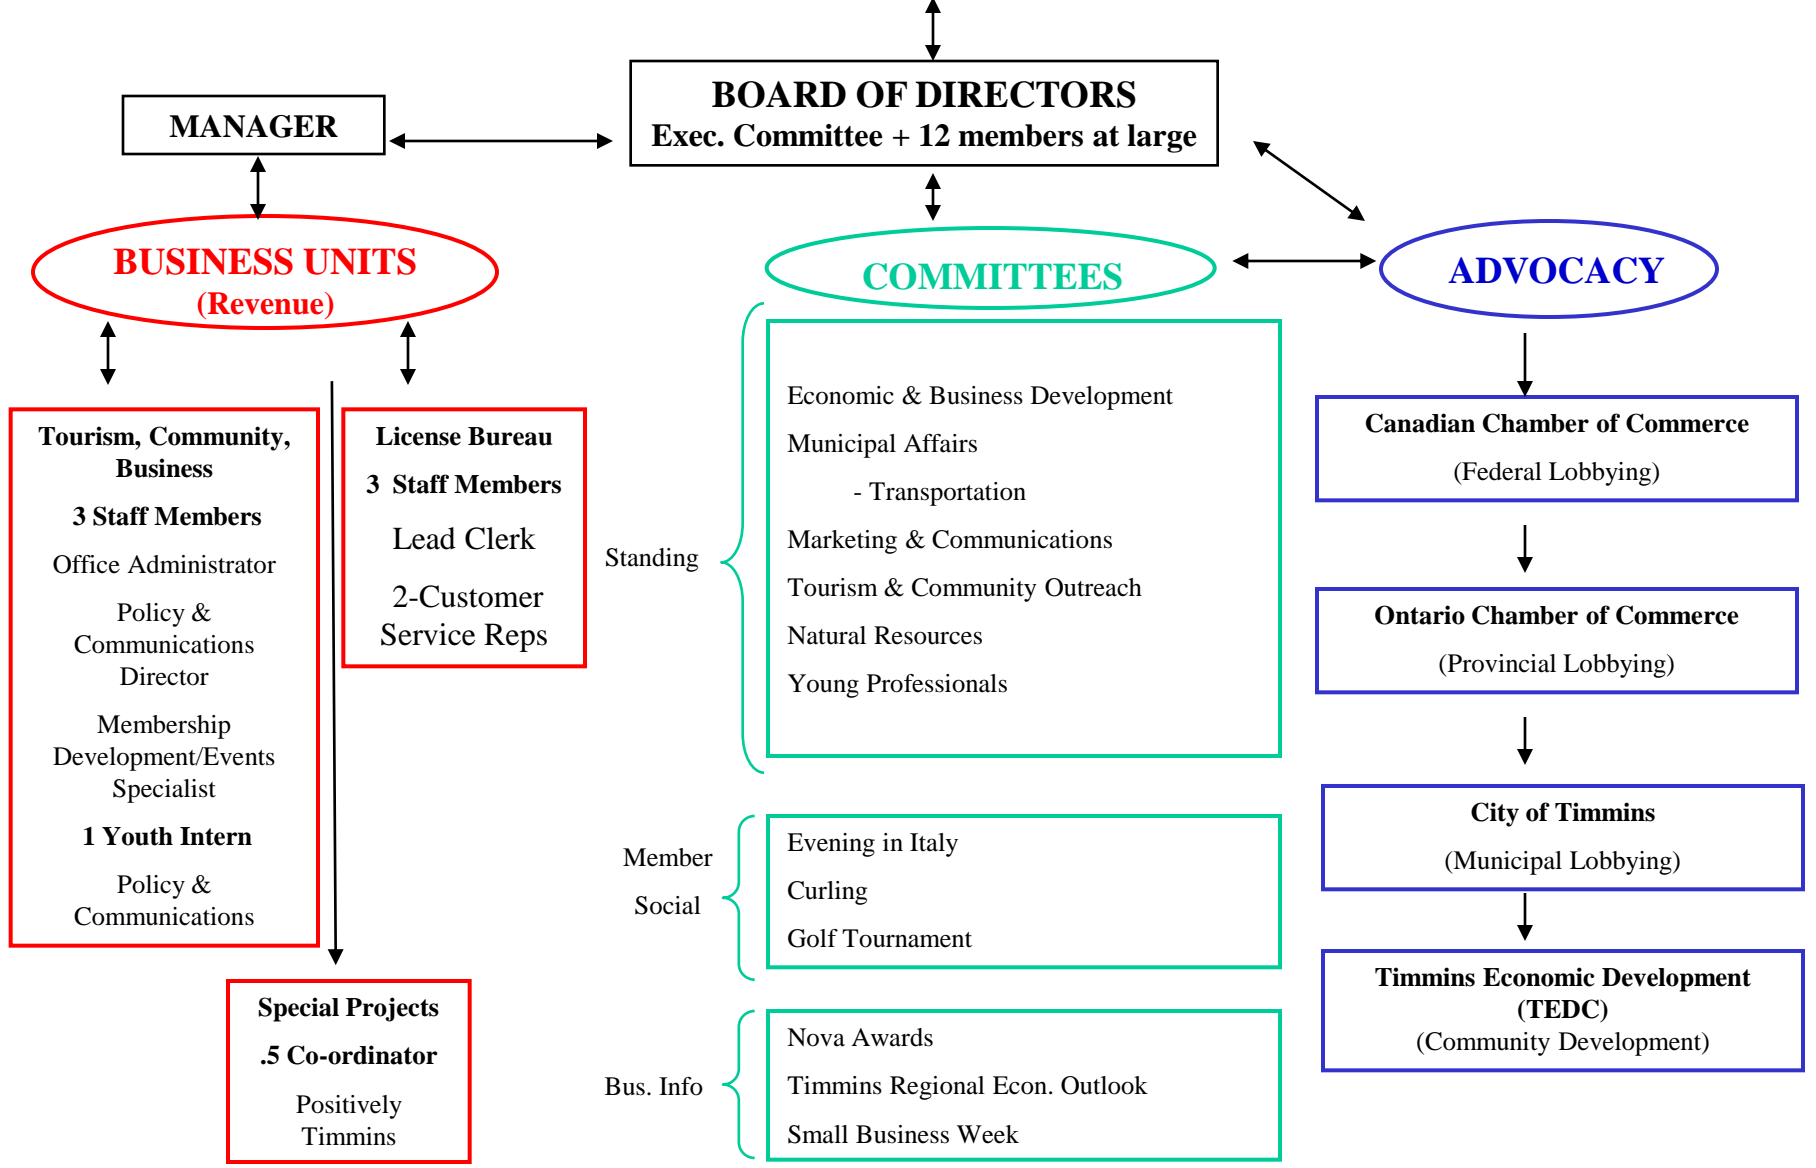 BOARD OF DIRECTORS
Exec. Committee + 12 members at large
MANAGER
BUSINESS UNITS
(Revenue)
COMMITTEES
ADVOCACY
Tourism, Community,
Business
3 Staff Members
Office Administrator
Policy &
Communications
Director
Membership
Development/Events
Specialist
1 Youth Intern
Policy &
Communications
License Bureau
3  Staff Members
Lead Clerk
2-Customer
Service Reps
Special Projects
.5 Co-ordinator
Positively
Timmins
Standing
Economic & Business Development
Municipal Affairs
- Transportation
Marketing & Communications
Tourism & Community Outreach
Natural Resources
Young Professionals
Member
Social
Evening in Italy
Curling
Golf Tournament
Bus. Info
Nova Awards
Timmins Regional Econ. Outlook
Small Business Week
Canadian Chamber of Commerce
(Federal Lobbying)
Ontario Chamber of Commerce
(Provincial Lobbying)
City of Timmins
(Municipal Lobbying)
Timmins Economic Development
(TEDC)
(Community Development)